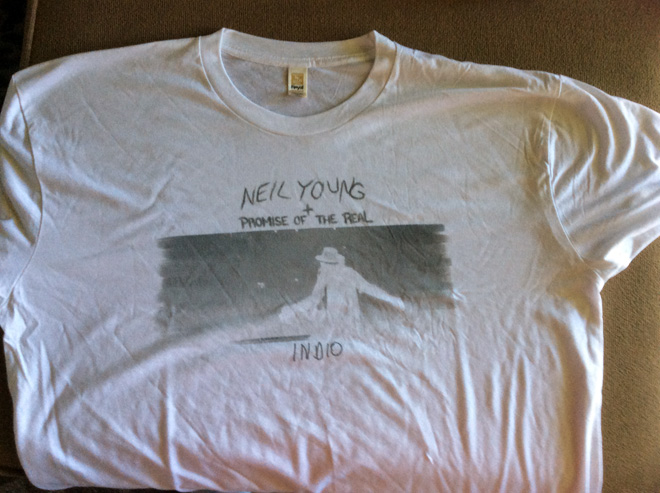 NEIL YOUNG
+
PROMISE OF THE REAL
INDIO